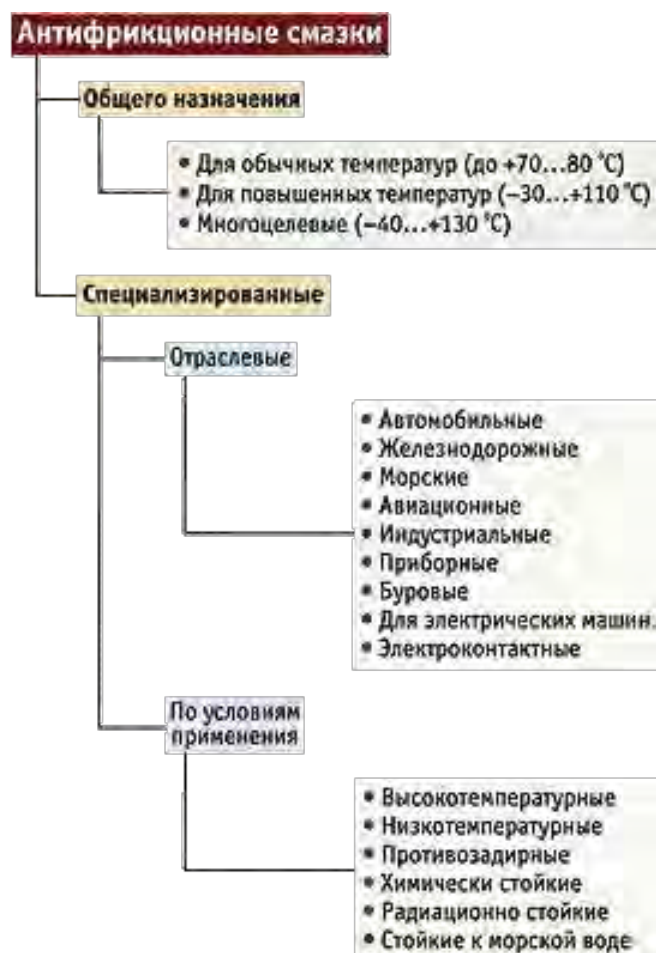 Антифрикционные смазки
Общего назначения
• Для обычных температур (до +70...80 °С)
• Для повышенных температур (−30...+110 °С)
• Многоцелевые (−40...+130 °С)
Специализированные
Отраслевые
• Автомобильные
• Железнодорожные
• Морские
• Авиационные
• Индустриальные
• Приборные
• Буровые
• Для электрических машин.
• Электроконтактные
По условиям
применения
• Высокотемпературные
• Низкотемпературные
• Противозадирные
• Химически стойкие
• Радиационно стойкие
• Стойкие к морской воде